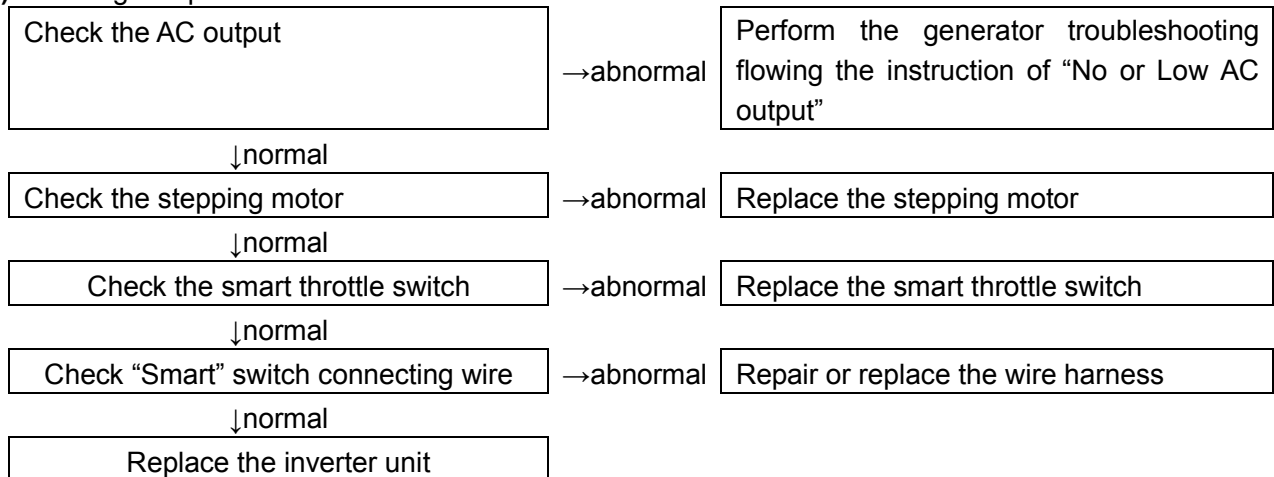 Check the AC output
→abnormal
Perform the generator troubleshooting
flowing the instruction of “No or Low AC
output”
↓normal
Check the stepping motor
→abnormal
Replace the stepping motor
↓normal
Check the smart throttle switch
→abnormal
Replace the smart throttle switch
↓normal
Check “Smart” switch connecting wire
→abnormal
Repair or replace the wire harness
↓normal
Replace the inverter unit